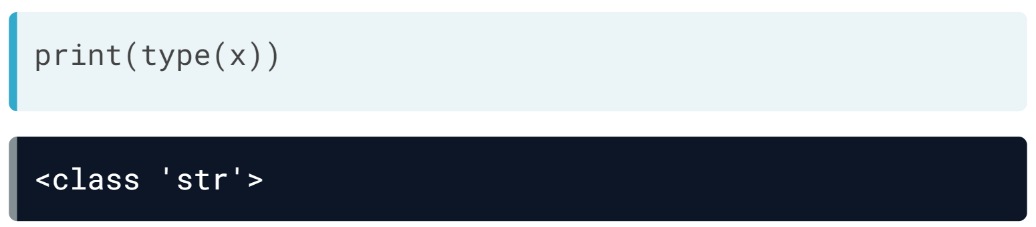 print(type(x))
<class 'str'>